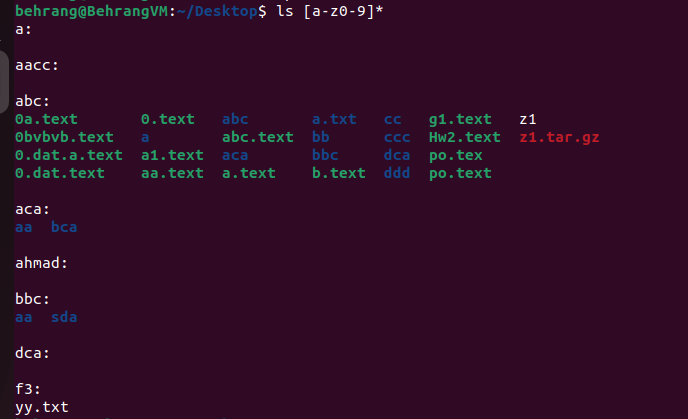 behrang@BehrangVM:~/Desktop$ ls [a-z0-9]*
a:
aacc:
abc:
0a.text 0.text abc a.txt cc g1.text z1
0bvbvb.text a abc.text bb ccc Hw2.text z1.tar.gz
0.dat.a.text a1.text aca bbc dca po.tex
0.dat.text aa.text a.text b.text ddd po.text
aca:
aa bca
ahmad:
bbc:
aa sda
dca:
f3:
yy.txt